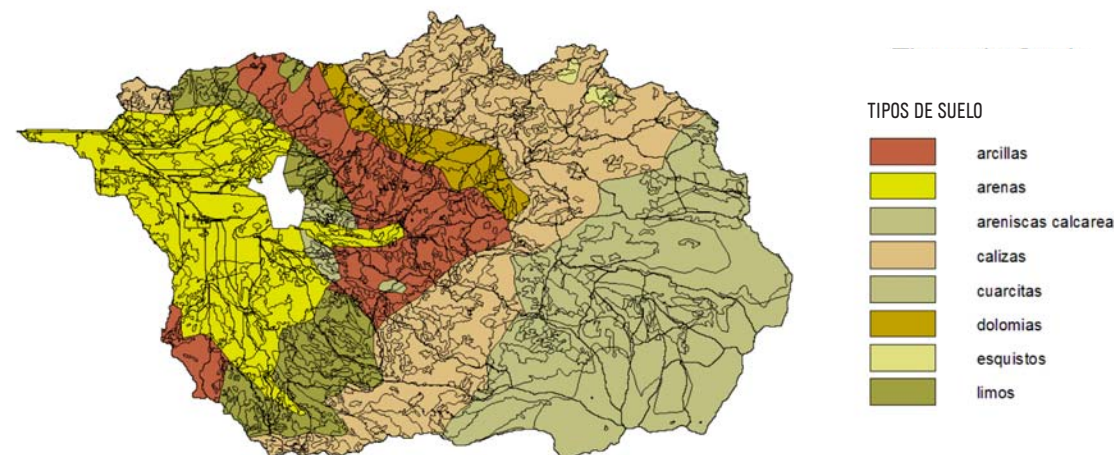 TIPOS DE SUELO
arcillas
arenas
areniscas calcarea
calizas
cuarcitas
dolomias
esquistos
limos